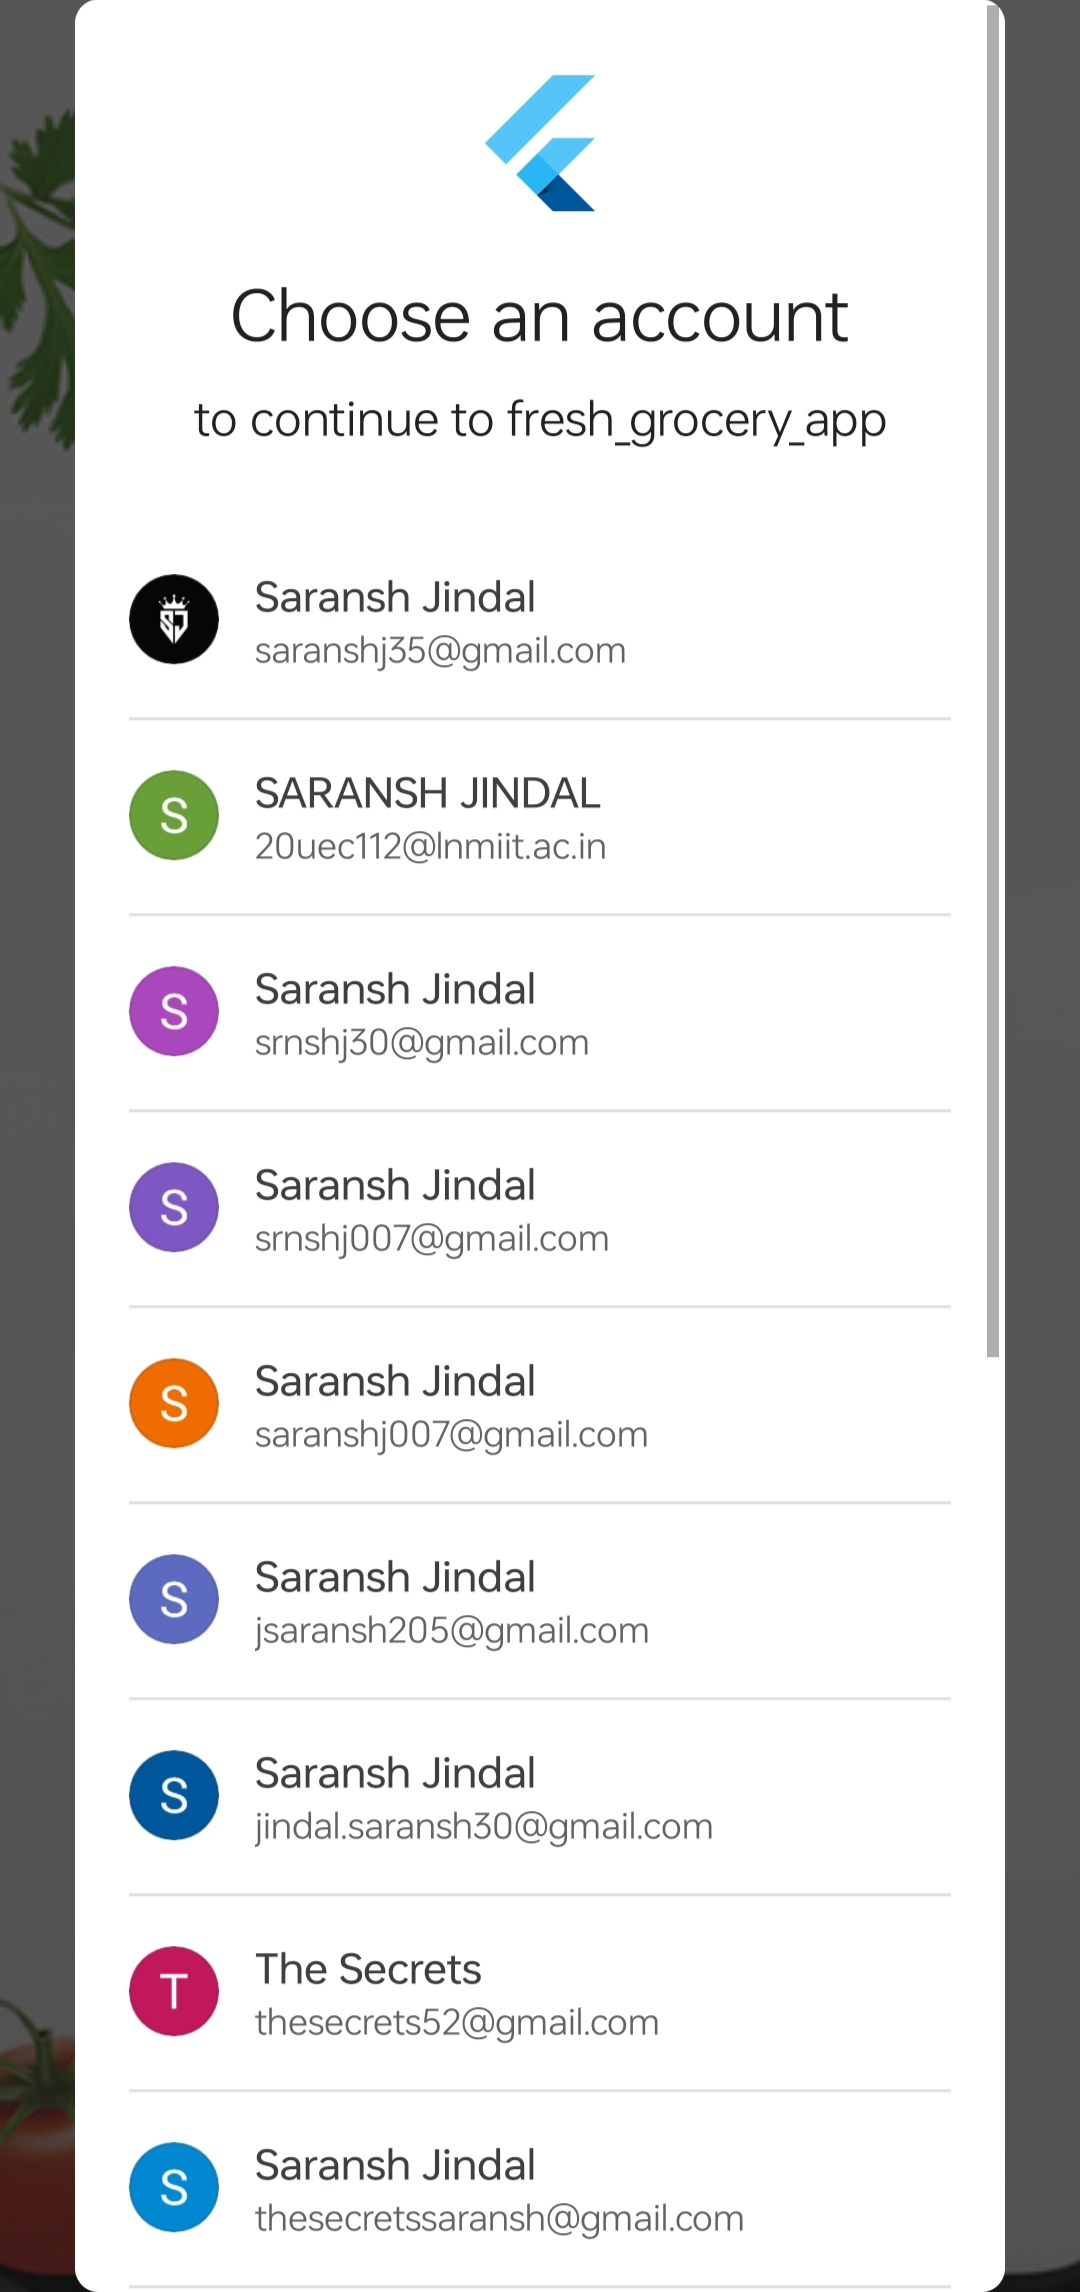 Choose an account
to continue to fresh_grocery_app
Saransh Jindal
saranshj35@gmail.com
S
SARANSH JINDAL
20uec112@lnmiit.ac.in
S
Saransh Jindal
srnshj30@gmail.com
S
Saransh Jindal
srnshj007@gmail.com
S
Saransh Jindal
saranshj007@gmail.com
S
Saransh Jindal
jsaransh205@gmail.com
S
Saransh Jindal
jindal.saransh30@gmail.com
T
The Secrets
thesecrets52@gmail.com
S
Saransh Jindal
thesecretssaransh@gmail.com